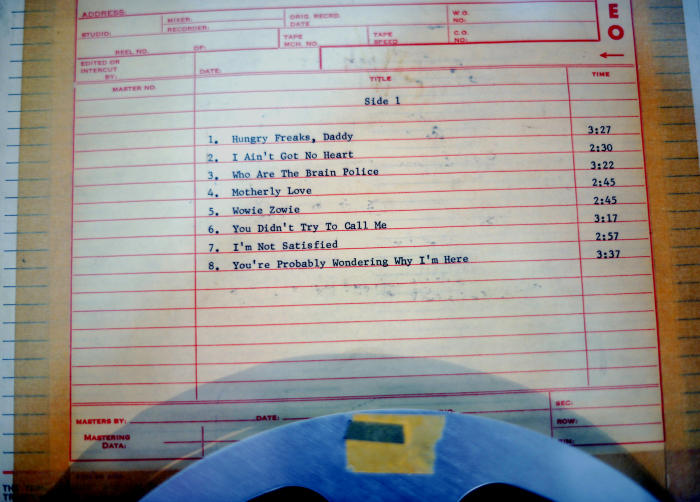 ADDRESS:
MIXER:
ORIG. RECRD. DATE
W.O. NO:
E
STUDIO:
RECORDER:
TAPE MCH. NO.
TAPE SPEED
C.O. NO:
O
REEL NO.
OF:
EDITED OR INTERCUT BY:
DATE:
MASTER NO.
TITLE
TIME
Side 1
1. Hungry Freaks, Daddy 3:27
2. I Ain't Got No Heart 2:30
3. Who Are The Brain Police 3:22
4. Motherly Love 2:45
5. Wowie Zowie 2:45
6. You Didn't Try To Call Me 3:17
7. I'm Not Satisfied 2:57
8. You're Probably Wondering Why I'm Here 3:37
MASTERS BY:
DATE:
NO.
SEC:
MASTERING DATA:
ROW: